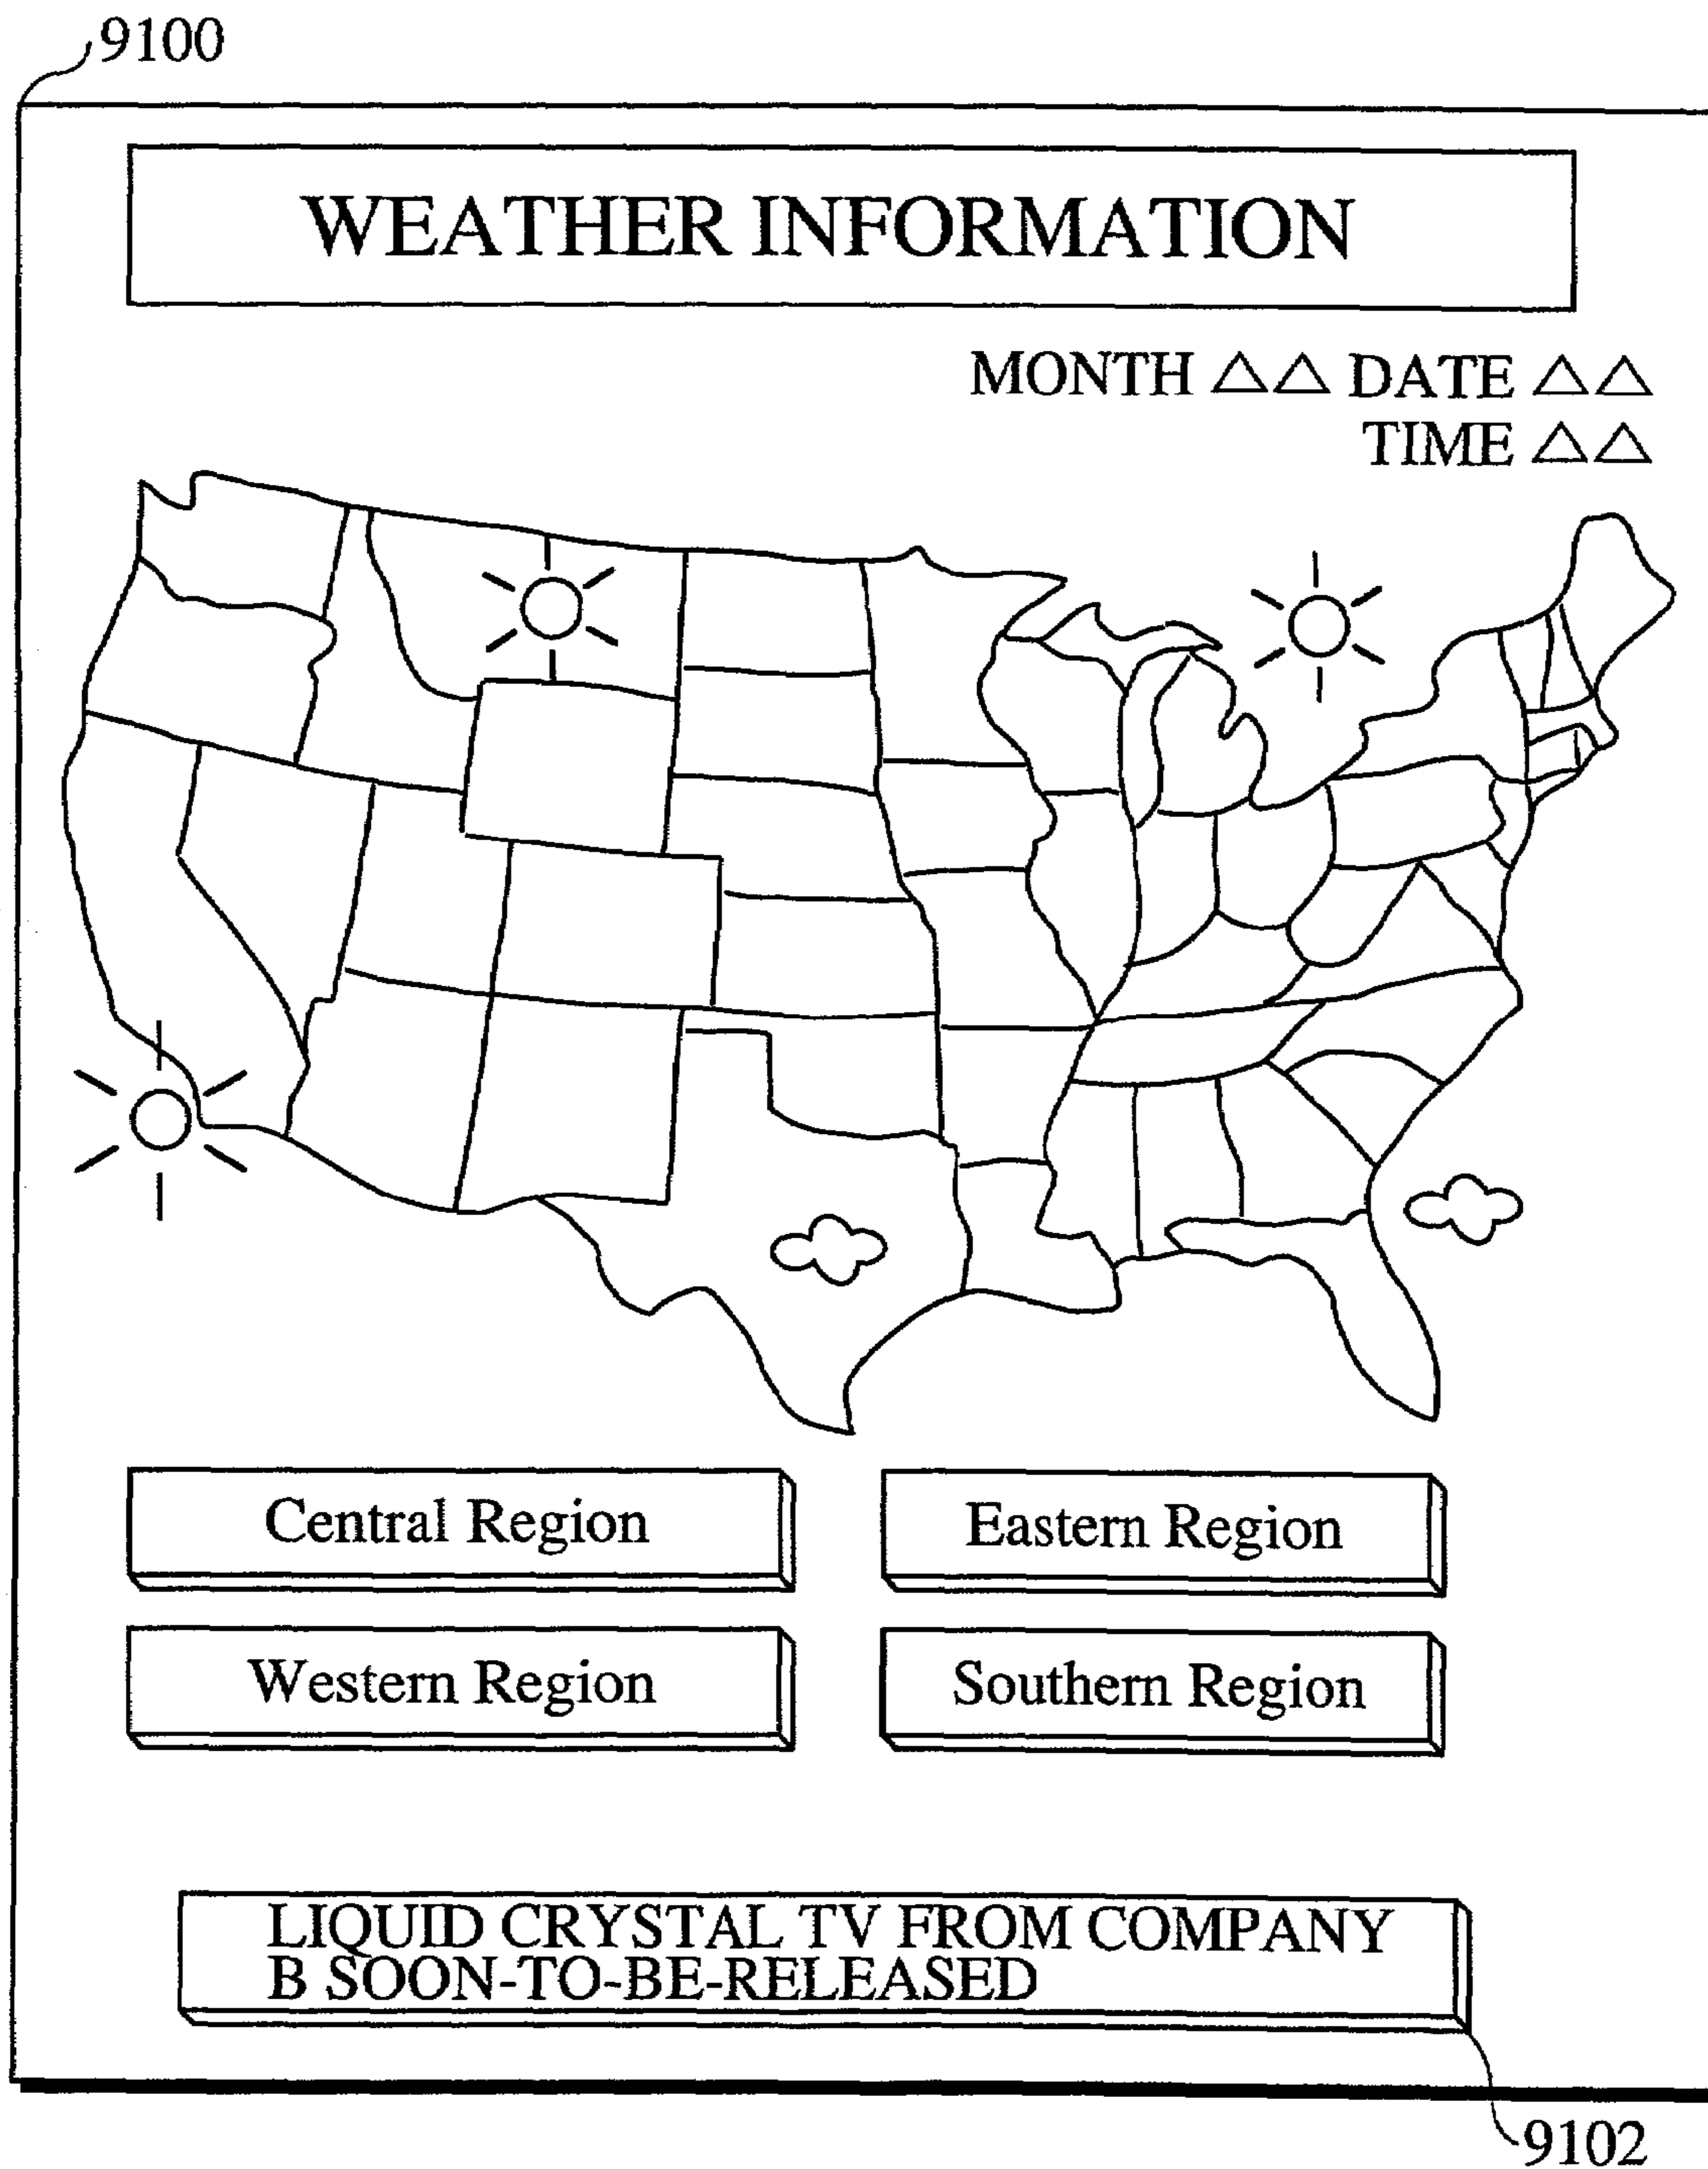 9100
WEATHER INFORMATION
MONTH △△ DATE △△
TIME △△
Central Region
Eastern Region
Western Region
Southern Region
LIQUID CRYSTAL TV FROM COMPANY
B SOON-TO-BE-RELEASED
9102